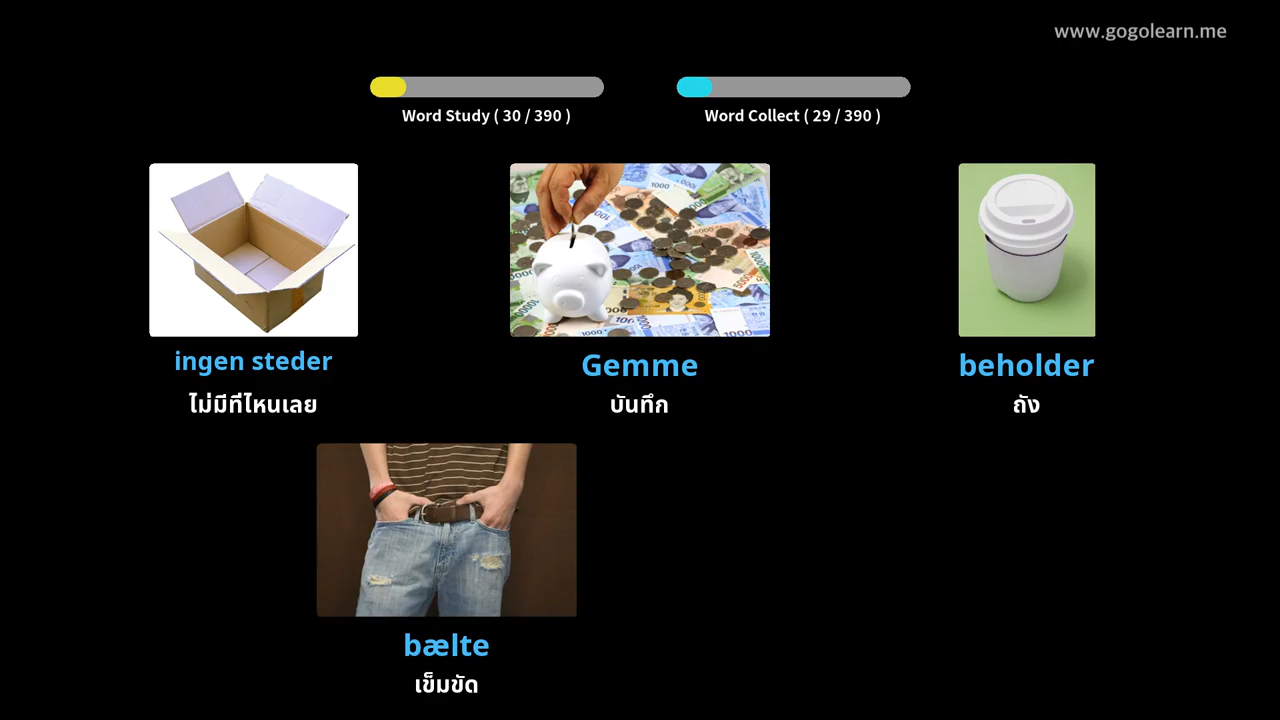 www.gogolearn.me
Word Study ( 30 / 390 )
Word Collect ( 29 / 390 )
ingen steder
ไม่มีที่ไหนเลย
Gemme
บันทึก
beholder
ถัง
bælte
เข็มขัด